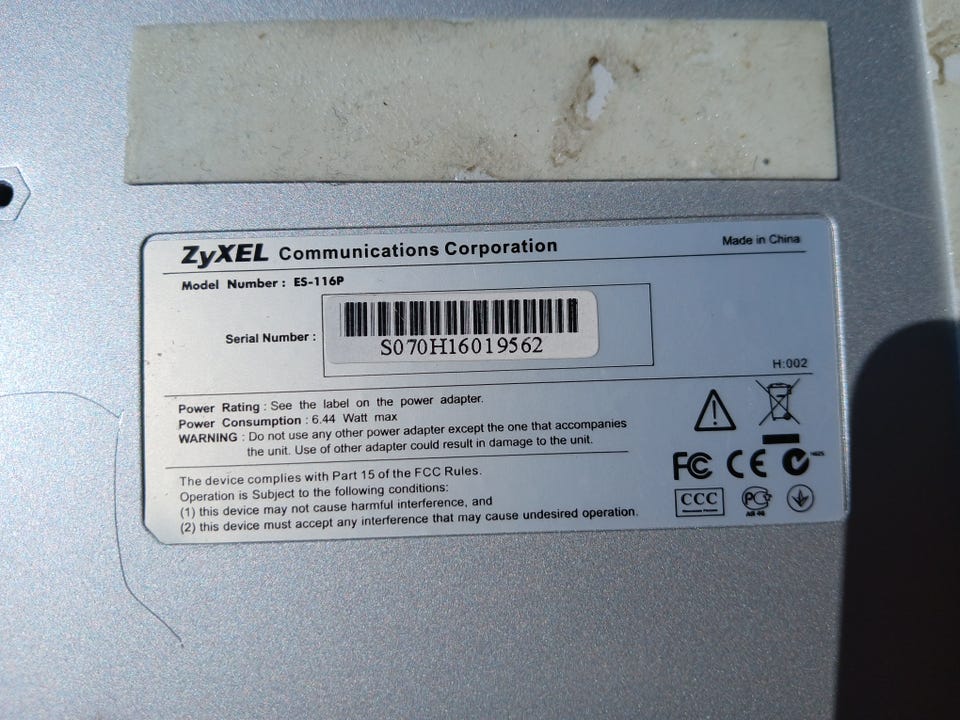 ZyXEL Communications Corporation
Made in China
Model Number : ES-116P
Serial Number :
S070H16019562
H:002
Power Rating : See the label on the power adapter.
Power Consumption : 6.44 Watt max
WARNING : Do not use any other power adapter except the one that accompanies
the unit. Use of other adapter could result in damage to the unit.
The device complies with Part 15 of the FCC Rules.
Operation is Subject to the following conditions:
(1) this device may not cause harmful interference, and
(2) this device must accept any interference that may cause undesired operation.
FC CE
CCC